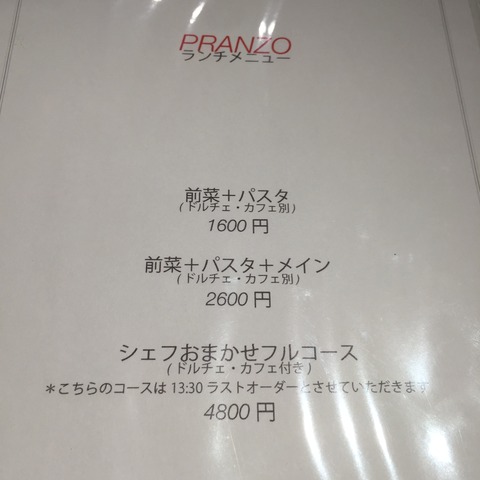 PRANZO
ランチメニュー
前菜＋パスタ
(ドルチェ・カフェ別)
1600 円
前菜＋パスタ＋メイン
(ドルチェ・カフェ別)
2600 円
シェフおまかせフルコース
(ドルチェ・カフェ付き)
＊こちらのコースは 13:30 ラストオーダーとさせていただきます
4800 円